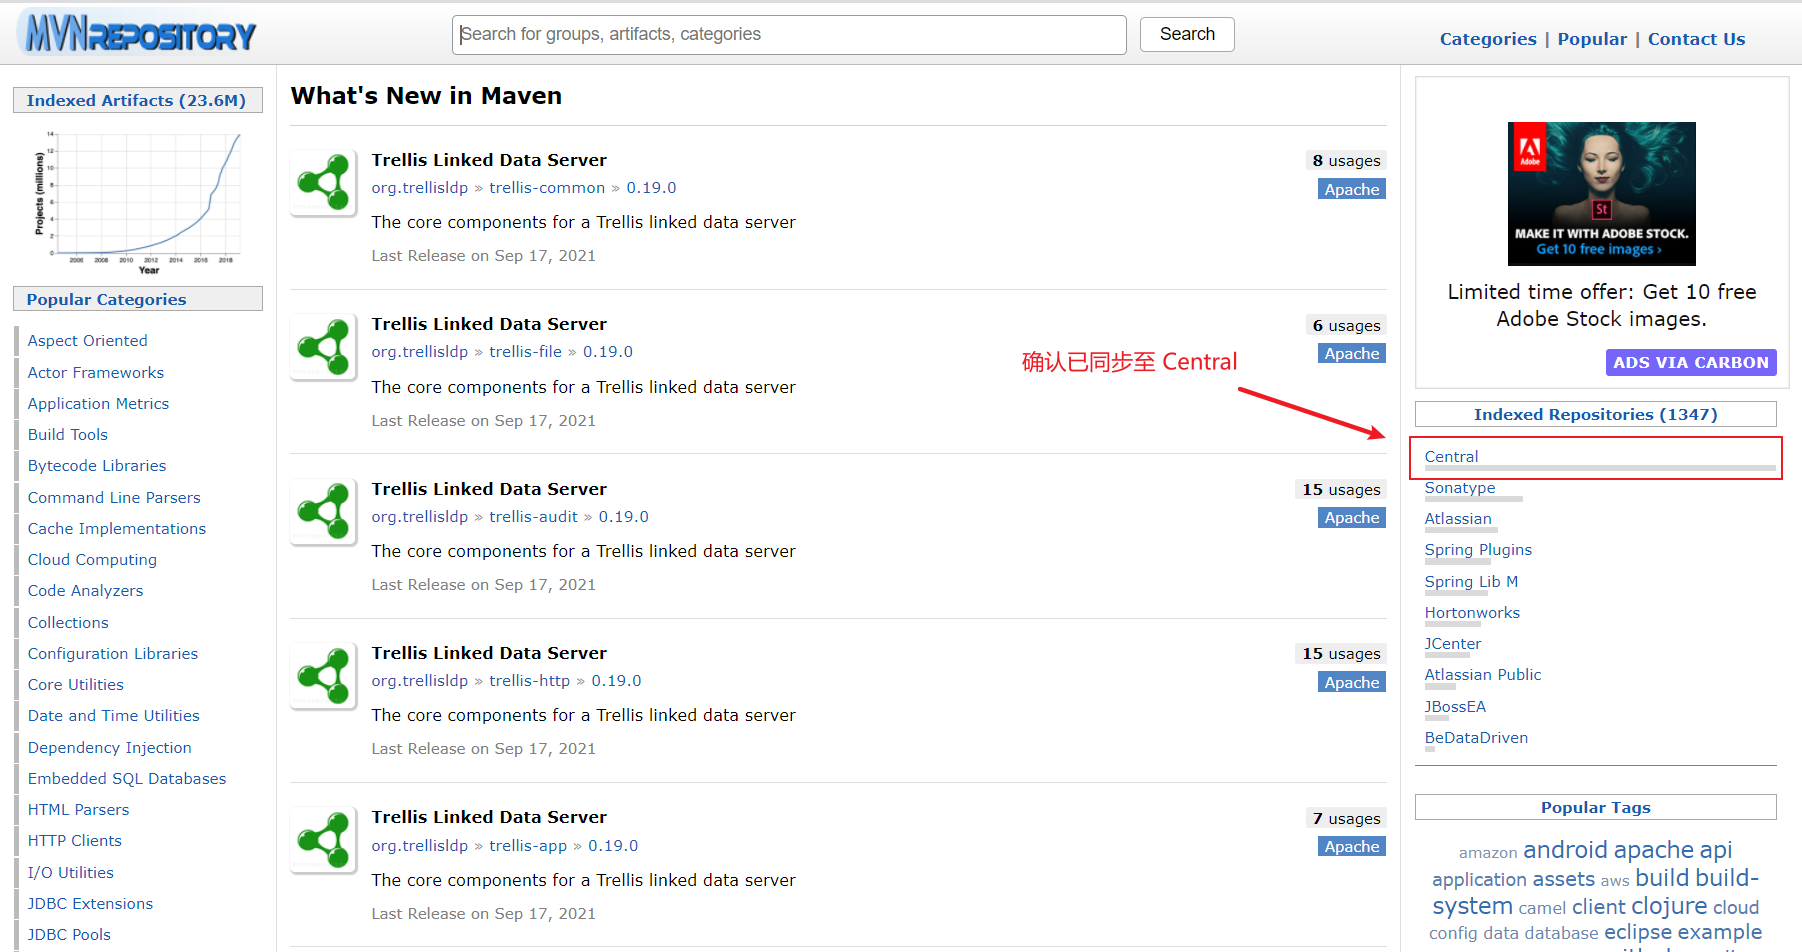 MVNREPOSITORY
Search for groups, artifacts, categories
Search
Categories | Popular | Contact Us
Indexed Artifacts (23.6M)
Projects (millions)
14
12
10
8
6
4
2
0
2006 2008 2010 2012 2014 2016 2018
Year
Popular Categories
Aspect Oriented
Actor Frameworks
Application Metrics
Build Tools
Bytecode Libraries
Command Line Parsers
Cache Implementations
Cloud Computing
Code Analyzers
Collections
Configuration Libraries
Core Utilities
Date and Time Utilities
Dependency Injection
Embedded SQL Databases
HTML Parsers
HTTP Clients
I/O Utilities
JDBC Extensions
JDBC Pools
What's New in Maven
Trellis Linked Data Server
8 usages
org.trellisldp » trellis-common » 0.19.0
Apache
The core components for a Trellis linked data server
Last Release on Sep 17, 2021
Trellis Linked Data Server
6 usages
org.trellisldp » trellis-file » 0.19.0
Apache
The core components for a Trellis linked data server
Last Release on Sep 17, 2021
确认已同步至 Central
Trellis Linked Data Server
15 usages
org.trellisldp » trellis-audit » 0.19.0
Apache
The core components for a Trellis linked data server
Last Release on Sep 17, 2021
Trellis Linked Data Server
15 usages
org.trellisldp » trellis-http » 0.19.0
Apache
The core components for a Trellis linked data server
Last Release on Sep 17, 2021
Trellis Linked Data Server
7 usages
org.trellisldp » trellis-app » 0.19.0
Apache
The core components for a Trellis linked data server
Last Release on Sep 17, 2021
Adobe
St
MAKE IT WITH ADOBE STOCK.
Get 10 free images ›
Limited time offer: Get 10 free
Adobe Stock images.
ADS VIA CARBON
Indexed Repositories (1347)
Central
Sonatype
Atlassian
Spring Plugins
Spring Lib M
Hortonworks
JCenter
Atlassian Public
JBossEA
BeDataDriven
Popular Tags
amazon android apache api
application assets aws build build-
system camel client clojure cloud
config data database eclipse example